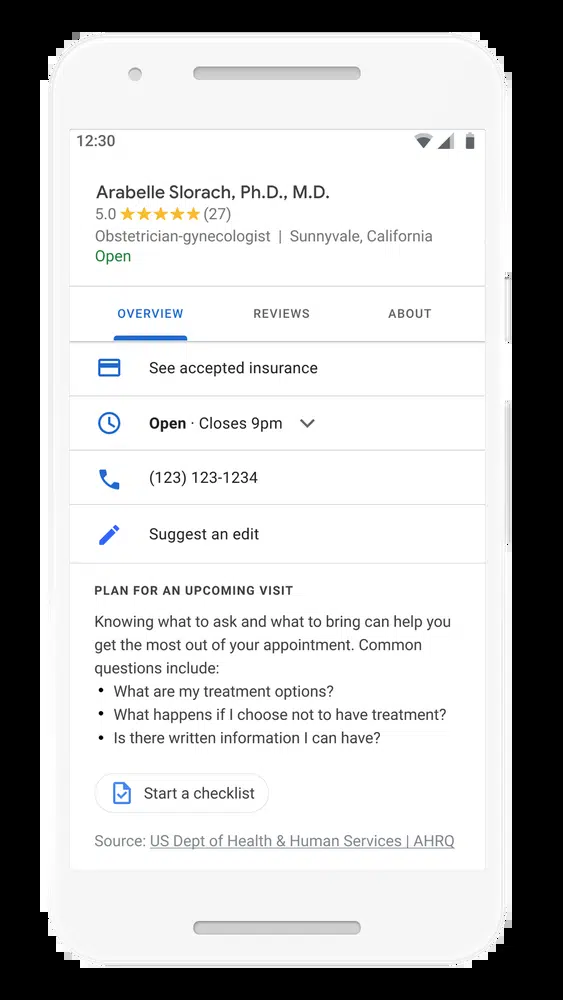 12:30
Arabelle Slorach, Ph.D., M.D.
5.0 ★★★★★ (27)
Obstetrician-gynecologist | Sunnyvale, California
Open
OVERVIEW REVIEWS ABOUT
See accepted insurance
Open · Closes 9pm
(123) 123-1234
Suggest an edit
PLAN FOR AN UPCOMING VISIT
Knowing what to ask and what to bring can help you
get the most out of your appointment. Common
questions include:
• What are my treatment options?
• What happens if I choose not to have treatment?
• Is there written information I can have?
Start a checklist
Source: US Dept of Health & Human Services | AHRQ